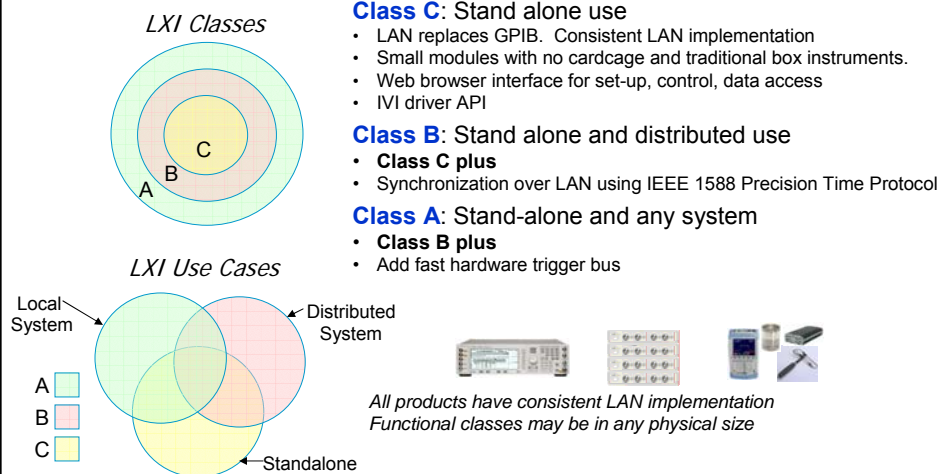 LXI Classes
C
B
A
Class C: Stand alone use
• LAN replaces GPIB. Consistent LAN implementation
• Small modules with no cardcage and traditional box instruments.
• Web browser interface for set-up, control, data access
• IVI driver API
Class B: Stand alone and distributed use
• Class C plus
• Synchronization over LAN using IEEE 1588 Precision Time Protocol
Class A: Stand-alone and any system
• Class B plus
• Add fast hardware trigger bus
LXI Use Cases
Local
System
Distributed
System
A
B
C
Standalone
All products have consistent LAN implementation
Functional classes may be in any physical size